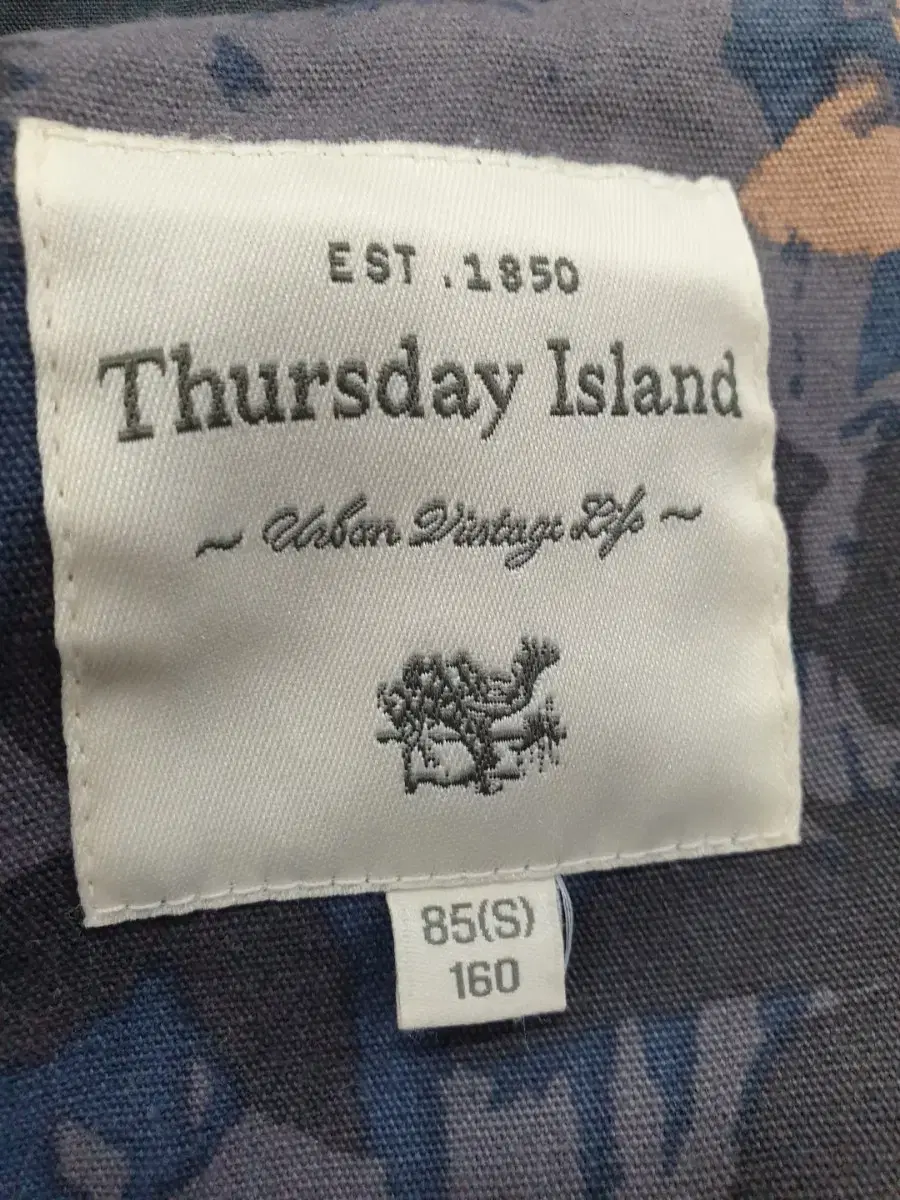 EST.1850
Thursday Island
~ Urban Vintage Life ~
85(S)
160